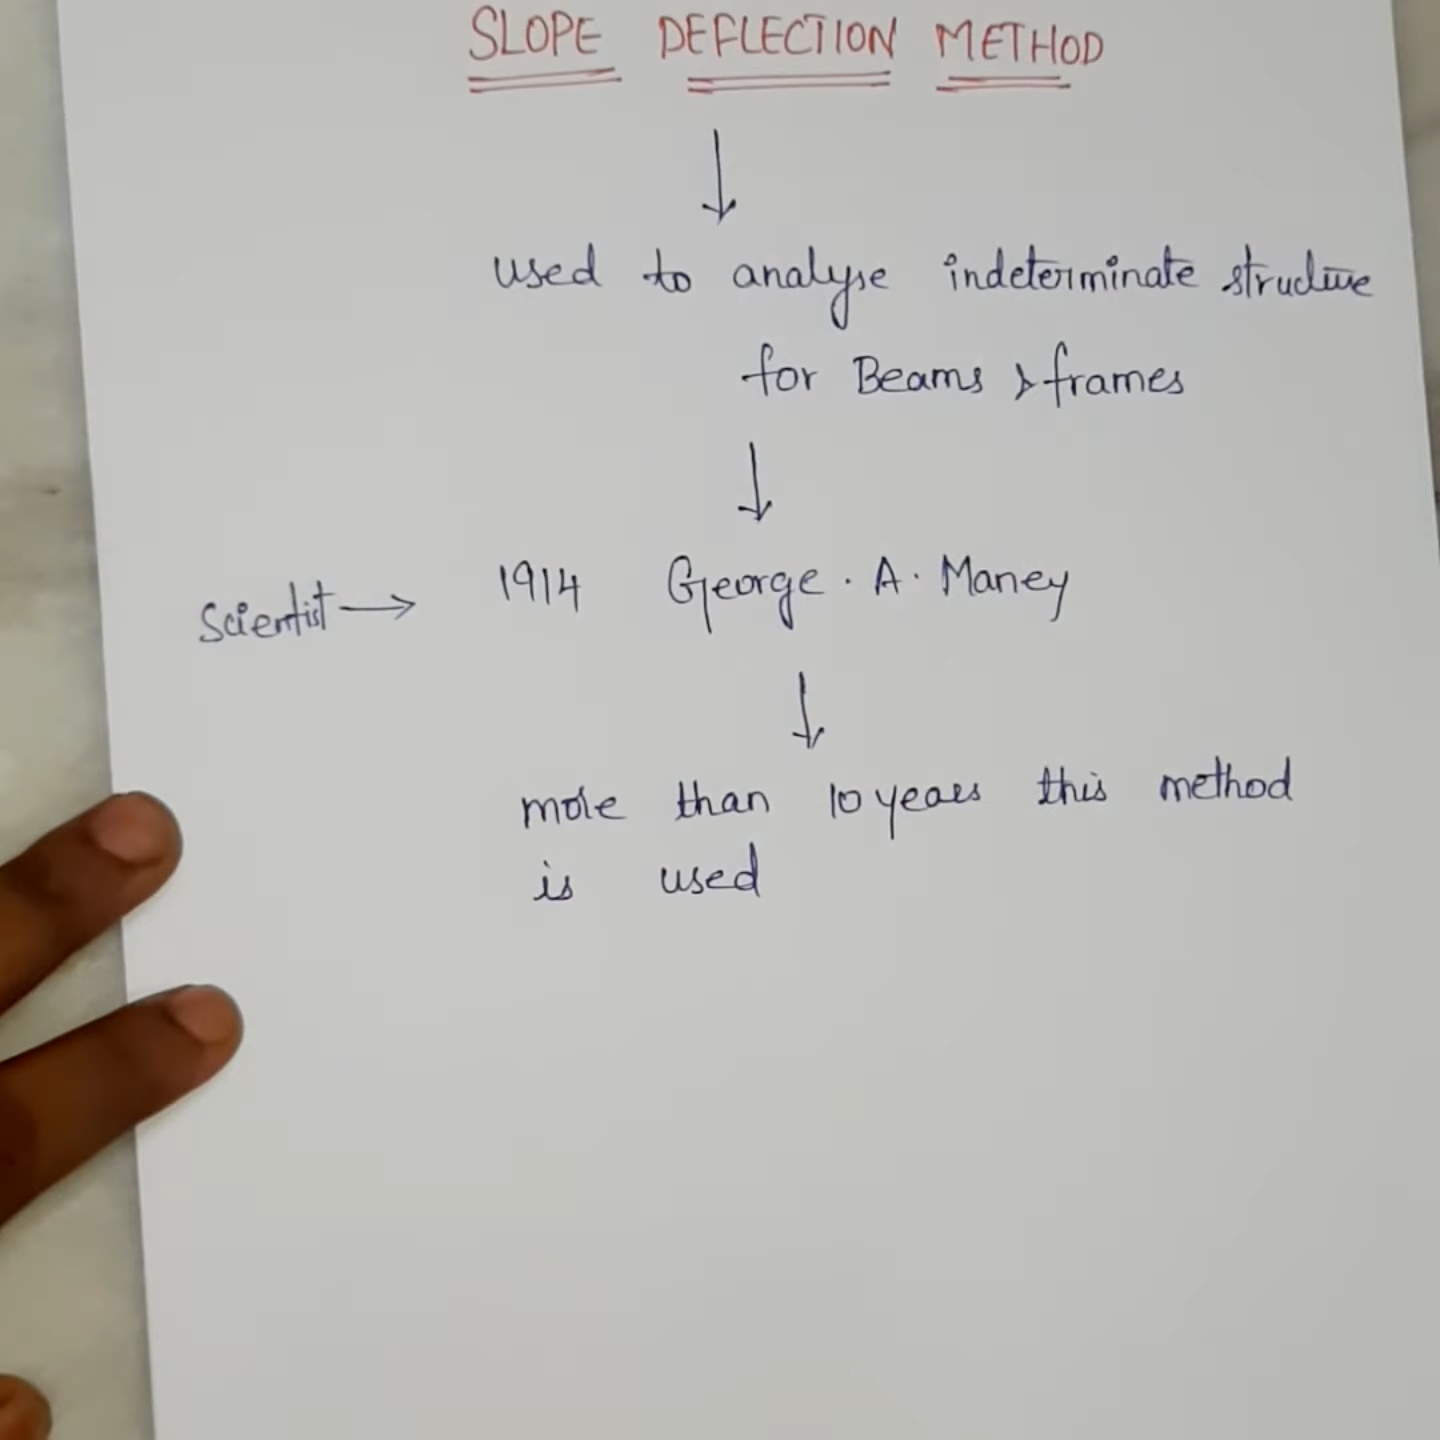 SLOPE DEFLECTION METHOD
used to analyse indeterminate structure
for Beams & frames
Scientist → 1914 George. A. Maney
more than 10 years this method
is used